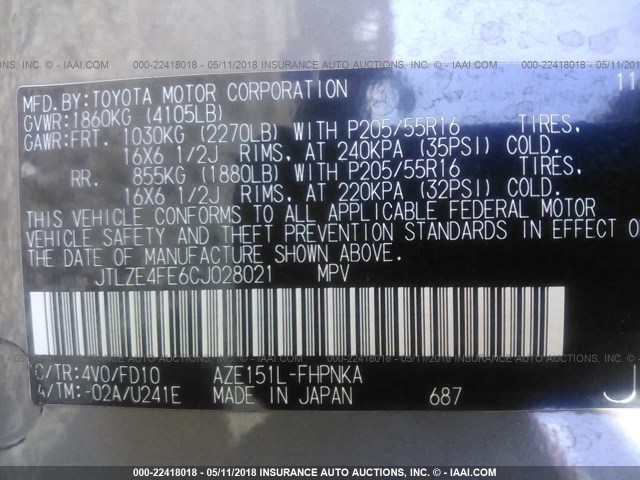 000-22418018 - 05/11/2018 INSURANCE AUTO AUCTIONS, INC. - IAAI.COM
MFD.BY:TOYOTA MOTOR CORPORATION 11
GVWR:1860KG (4105LB)
GAWR:FRT. 1030KG (2270LB) WITH P205/55R16 TIRES,
16X6 1/2J RIMS, AT 240KPA (35PSI) COLD.
RR. 855KG (1880LB) WITH P205/55R16 TIRES,
16X6 1/2J RIMS, AT 220KPA (32PSI) COLD.
THIS VEHICLE CONFORMS TO ALL APPLICABLE FEDERAL MOTOR
VEHICLE SAFETY AND THEFT PREVENTION STANDARDS IN EFFECT O
THE DATE OF MANUFACTURE SHOWN ABOVE.
JTLZE4FE6CJ028021 MPV
C/TR:4V0/FD10 AZE151L-FHPNKA
4/TM:-02A/U241E MADE IN JAPAN 687 J
000-22418018 - 05/11/2018 INSURANCE AUTO AUCTIONS, INC. - IAAI.COM